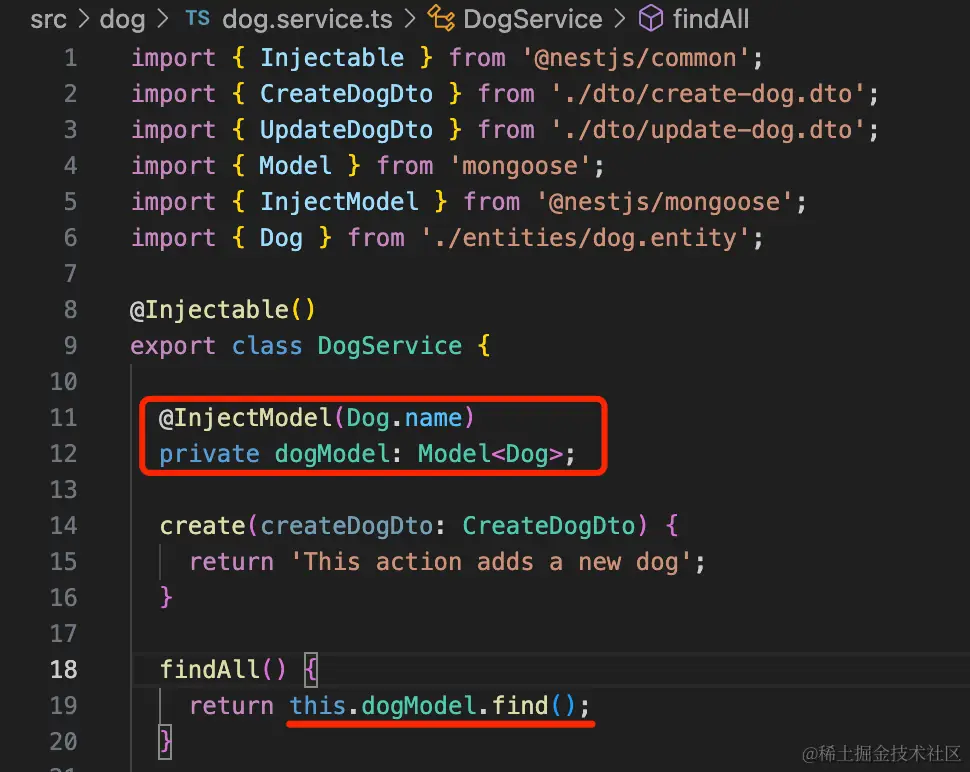 src > dog > TS dog.service.ts > DogService > findAll
1 import { Injectable } from '@nestjs/common';
2 import { CreateDogDto } from './dto/create-dog.dto';
3 import { UpdateDogDto } from './dto/update-dog.dto';
4 import { Model } from 'mongoose';
5 import { InjectModel } from '@nestjs/mongoose';
6 import { Dog } from './entities/dog.entity';
7
8 @Injectable()
9 export class DogService {
10
11 @InjectModel(Dog.name)
12 private dogModel: Model<Dog>;
13
14 create(createDogDto: CreateDogDto) {
15 return 'This action adds a new dog';
16 }
17
18 findAll() {
19 return this.dogModel.find();
20 }
@稀土掘金技术社区